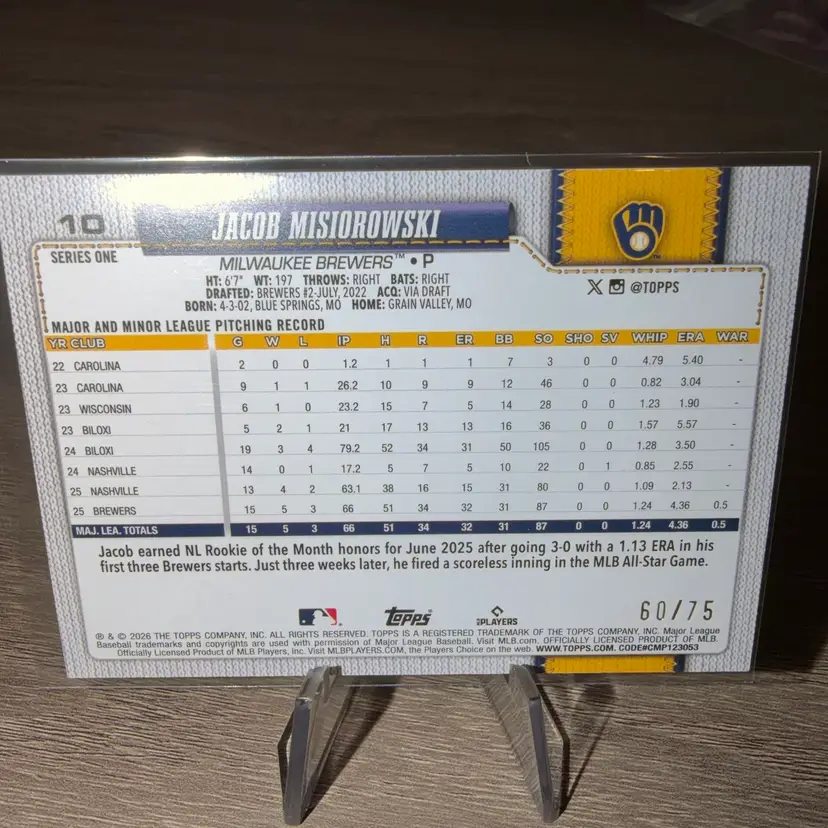 10
JACOB MISIOROWSKI
SERIES ONE
MILWAUKEE BREWERS™ • P
HT: 6'7" WT: 197 THROWS: RIGHT BATS: RIGHT
DRAFTED: BREWERS #2-JULY, 2022 ACQ: VIA DRAFT
BORN: 4-3-02, BLUE SPRINGS, MO HOME: GRAIN VALLEY, MO
X @TOPPS
MAJOR AND MINOR LEAGUE PITCHING RECORD
YR CLUB G W L IP H R ER BB SO SHO SV WHIP ERA WAR
22 CAROLINA 2 0 0 1.2 1 1 1 7 3 0 0 4.79 5.40 -
23 CAROLINA 9 1 1 26.2 10 9 9 12 46 0 0 0.82 3.04 -
23 WISCONSIN 6 1 0 23.2 15 7 5 14 28 0 0 1.23 1.90 -
23 BILOXI 5 2 1 21 17 13 13 16 36 0 0 1.57 5.57 -
24 BILOXI 19 3 4 79.2 52 34 31 50 105 0 0 1.28 3.50 -
24 NASHVILLE 14 0 1 17.2 5 7 5 10 22 0 1 0.85 2.55 -
25 NASHVILLE 13 4 2 63.1 38 16 15 31 80 0 0 1.09 2.13 -
25 BREWERS 15 5 3 66 51 34 32 31 87 0 0 1.24 4.36 0.5
MAJ. LEA. TOTALS 15 5 3 66 51 34 32 31 87 0 0 1.24 4.36 0.5
Jacob earned NL Rookie of the Month honors for June 2025 after going 3-0 with a 1.13 ERA in his
first three Brewers starts. Just three weeks later, he fired a scoreless inning in the MLB All-Star Game.
60/75
Topps®
PLAYERS
® & © 2026 THE TOPPS COMPANY, INC. ALL RIGHTS RESERVED. TOPPS IS A REGISTERED TRADEMARK OF THE TOPPS COMPANY, INC. Major League
Baseball trademarks and copyrights are used with permission of Major League Baseball. Visit MLB.com. OFFICIALLY LICENSED PRODUCT OF MLB.
Officially Licensed Product of MLB Players, Inc. Visit MLBPLAYERS.COM, the Players Choice on the web. WWW.TOPPS.COM. CODE#CMP123053